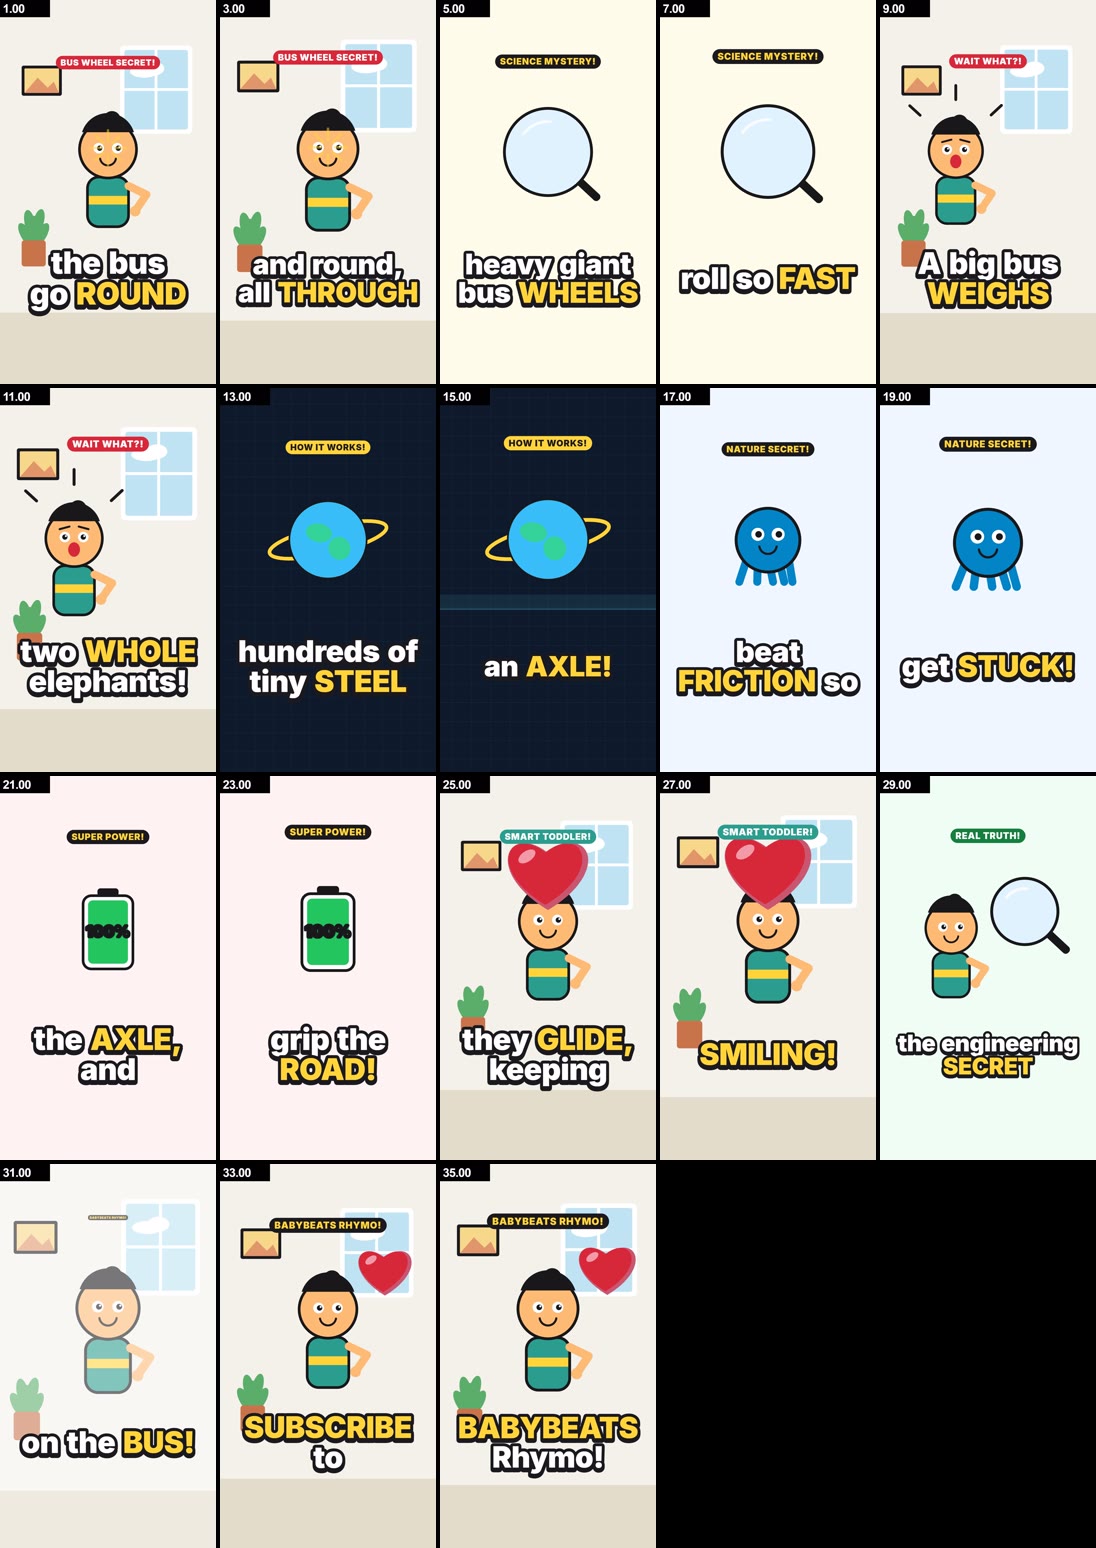 1.00
BUS WHEEL SECRET!
the bus
go ROUND
3.00
BUS WHEEL SECRET!
and round,
all THROUGH
5.00
SCIENCE MYSTERY!
heavy giant
bus WHEELS
7.00
SCIENCE MYSTERY!
roll so FAST
9.00
WAIT WHAT?!
A big bus
WEIGHS
11.00
WAIT WHAT?!
two WHOLE
elephants!
13.00
HOW IT WORKS!
hundreds of
tiny STEEL
15.00
HOW IT WORKS!
an AXLE!
17.00
NATURE SECRET!
beat
FRICTION so
19.00
NATURE SECRET!
get STUCK!
21.00
SUPER POWER!
100%
the AXLE,
and
23.00
SUPER POWER!
100%
grip the
ROAD!
25.00
SMART TODDLER!
they GLIDE,
keeping
27.00
SMART TODDLER!
SMILING!
29.00
REAL TRUTH!
the engineering
SECRET
31.00
BABYBEATS RHYMO!
on the BUS!
33.00
BABYBEATS RHYMO!
SUBSCRIBE
to
35.00
BABYBEATS RHYMO!
BABYBEATS
Rhymo!